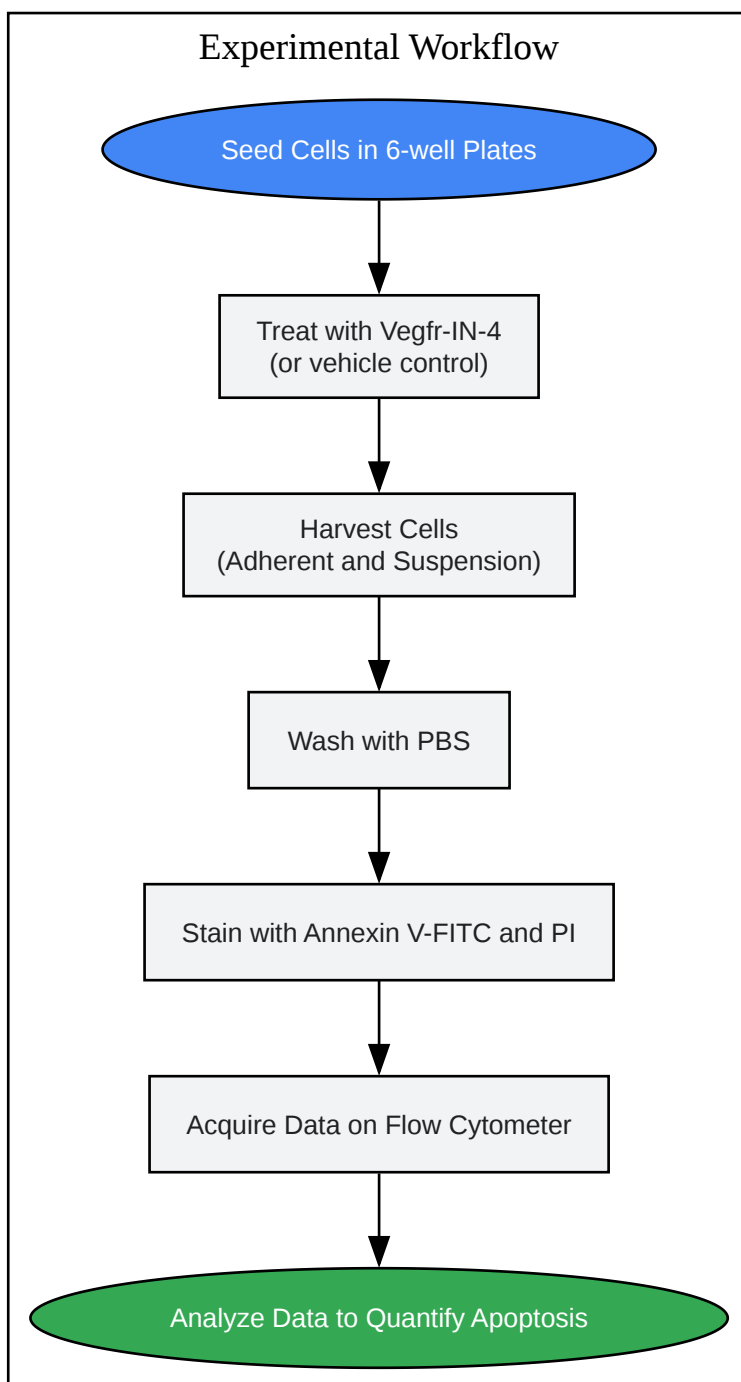 Experimental Workflow
Seed Cells in 6-well Plates
Treat with Vegfr-IN-4
(or vehicle control)
Harvest Cells
(Adherent and Suspension)
Wash with PBS
Stain with Annexin V-FITC and PI
Acquire Data on Flow Cytometer
Analyze Data to Quantify Apoptosis